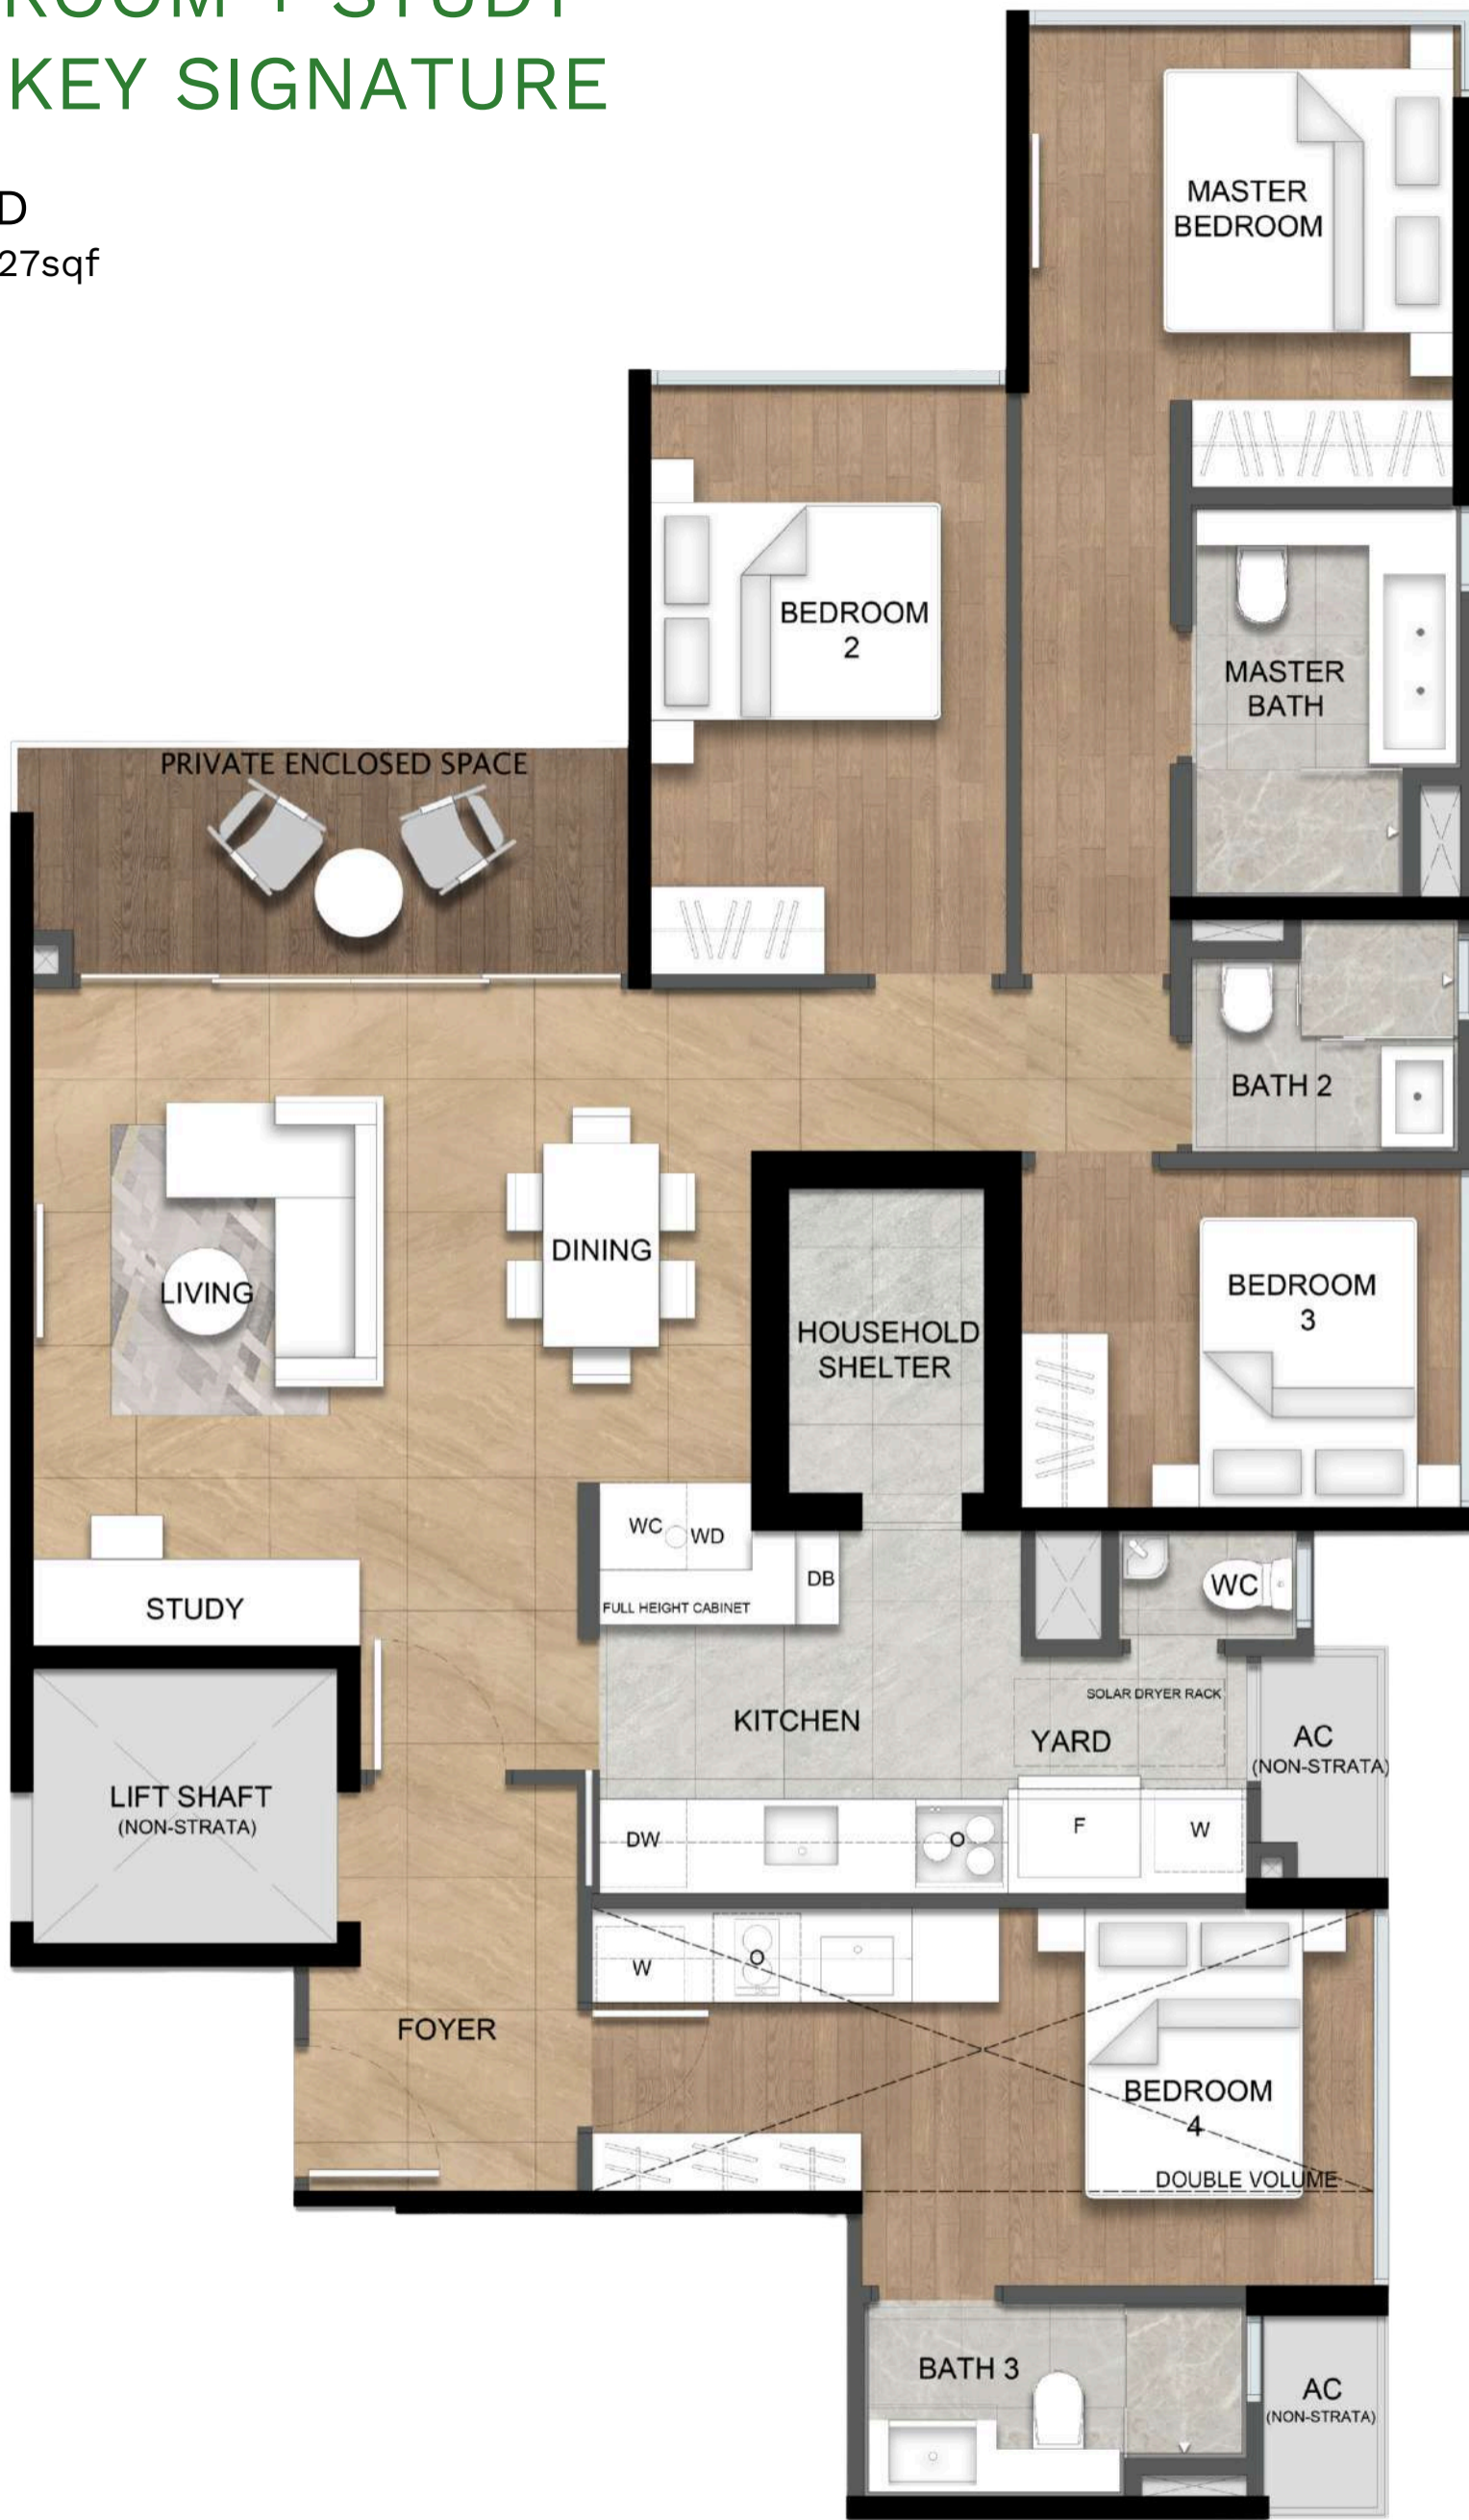 ROOM + STUDY
KEY SIGNATURE
D
27sqf
MASTER
BEDROOM
BEDROOM
2
MASTER
BATH
PRIVATE ENCLOSED SPACE
BATH 2
DINING
LIVING
BEDROOM
3
HOUSEHOLD
SHELTER
WC
WD
DB
FULL HEIGHT CABINET
WC
STUDY
SOLAR DRYER RACK
KITCHEN
YARD
AC
(NON-STRATA)
LIFT SHAFT
(NON-STRATA)
DW
O
F
W
W
O
FOYER
BEDROOM
4
DOUBLE VOLUME
BATH 3
AC
(NON-STRATA)